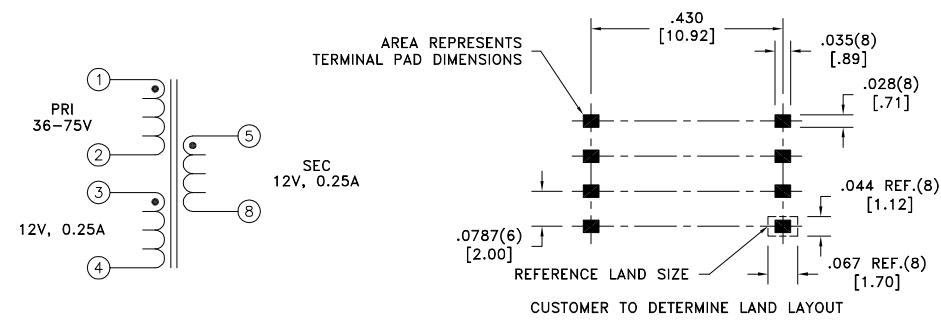 1
PRI
36-75V
2
3
12V, 0.25A
4
5
SEC
12V, 0.25A
8
AREA REPRESENTS
TERMINAL PAD DIMENSIONS
.430
[10.92]
.035(8)
[.89]
.028(8)
[.71]
.044 REF.(8)
[1.12]
.0787(6)
[2.00]
REFERENCE LAND SIZE
.067 REF.(8)
[1.70]
CUSTOMER TO DETERMINE LAND LAYOUT